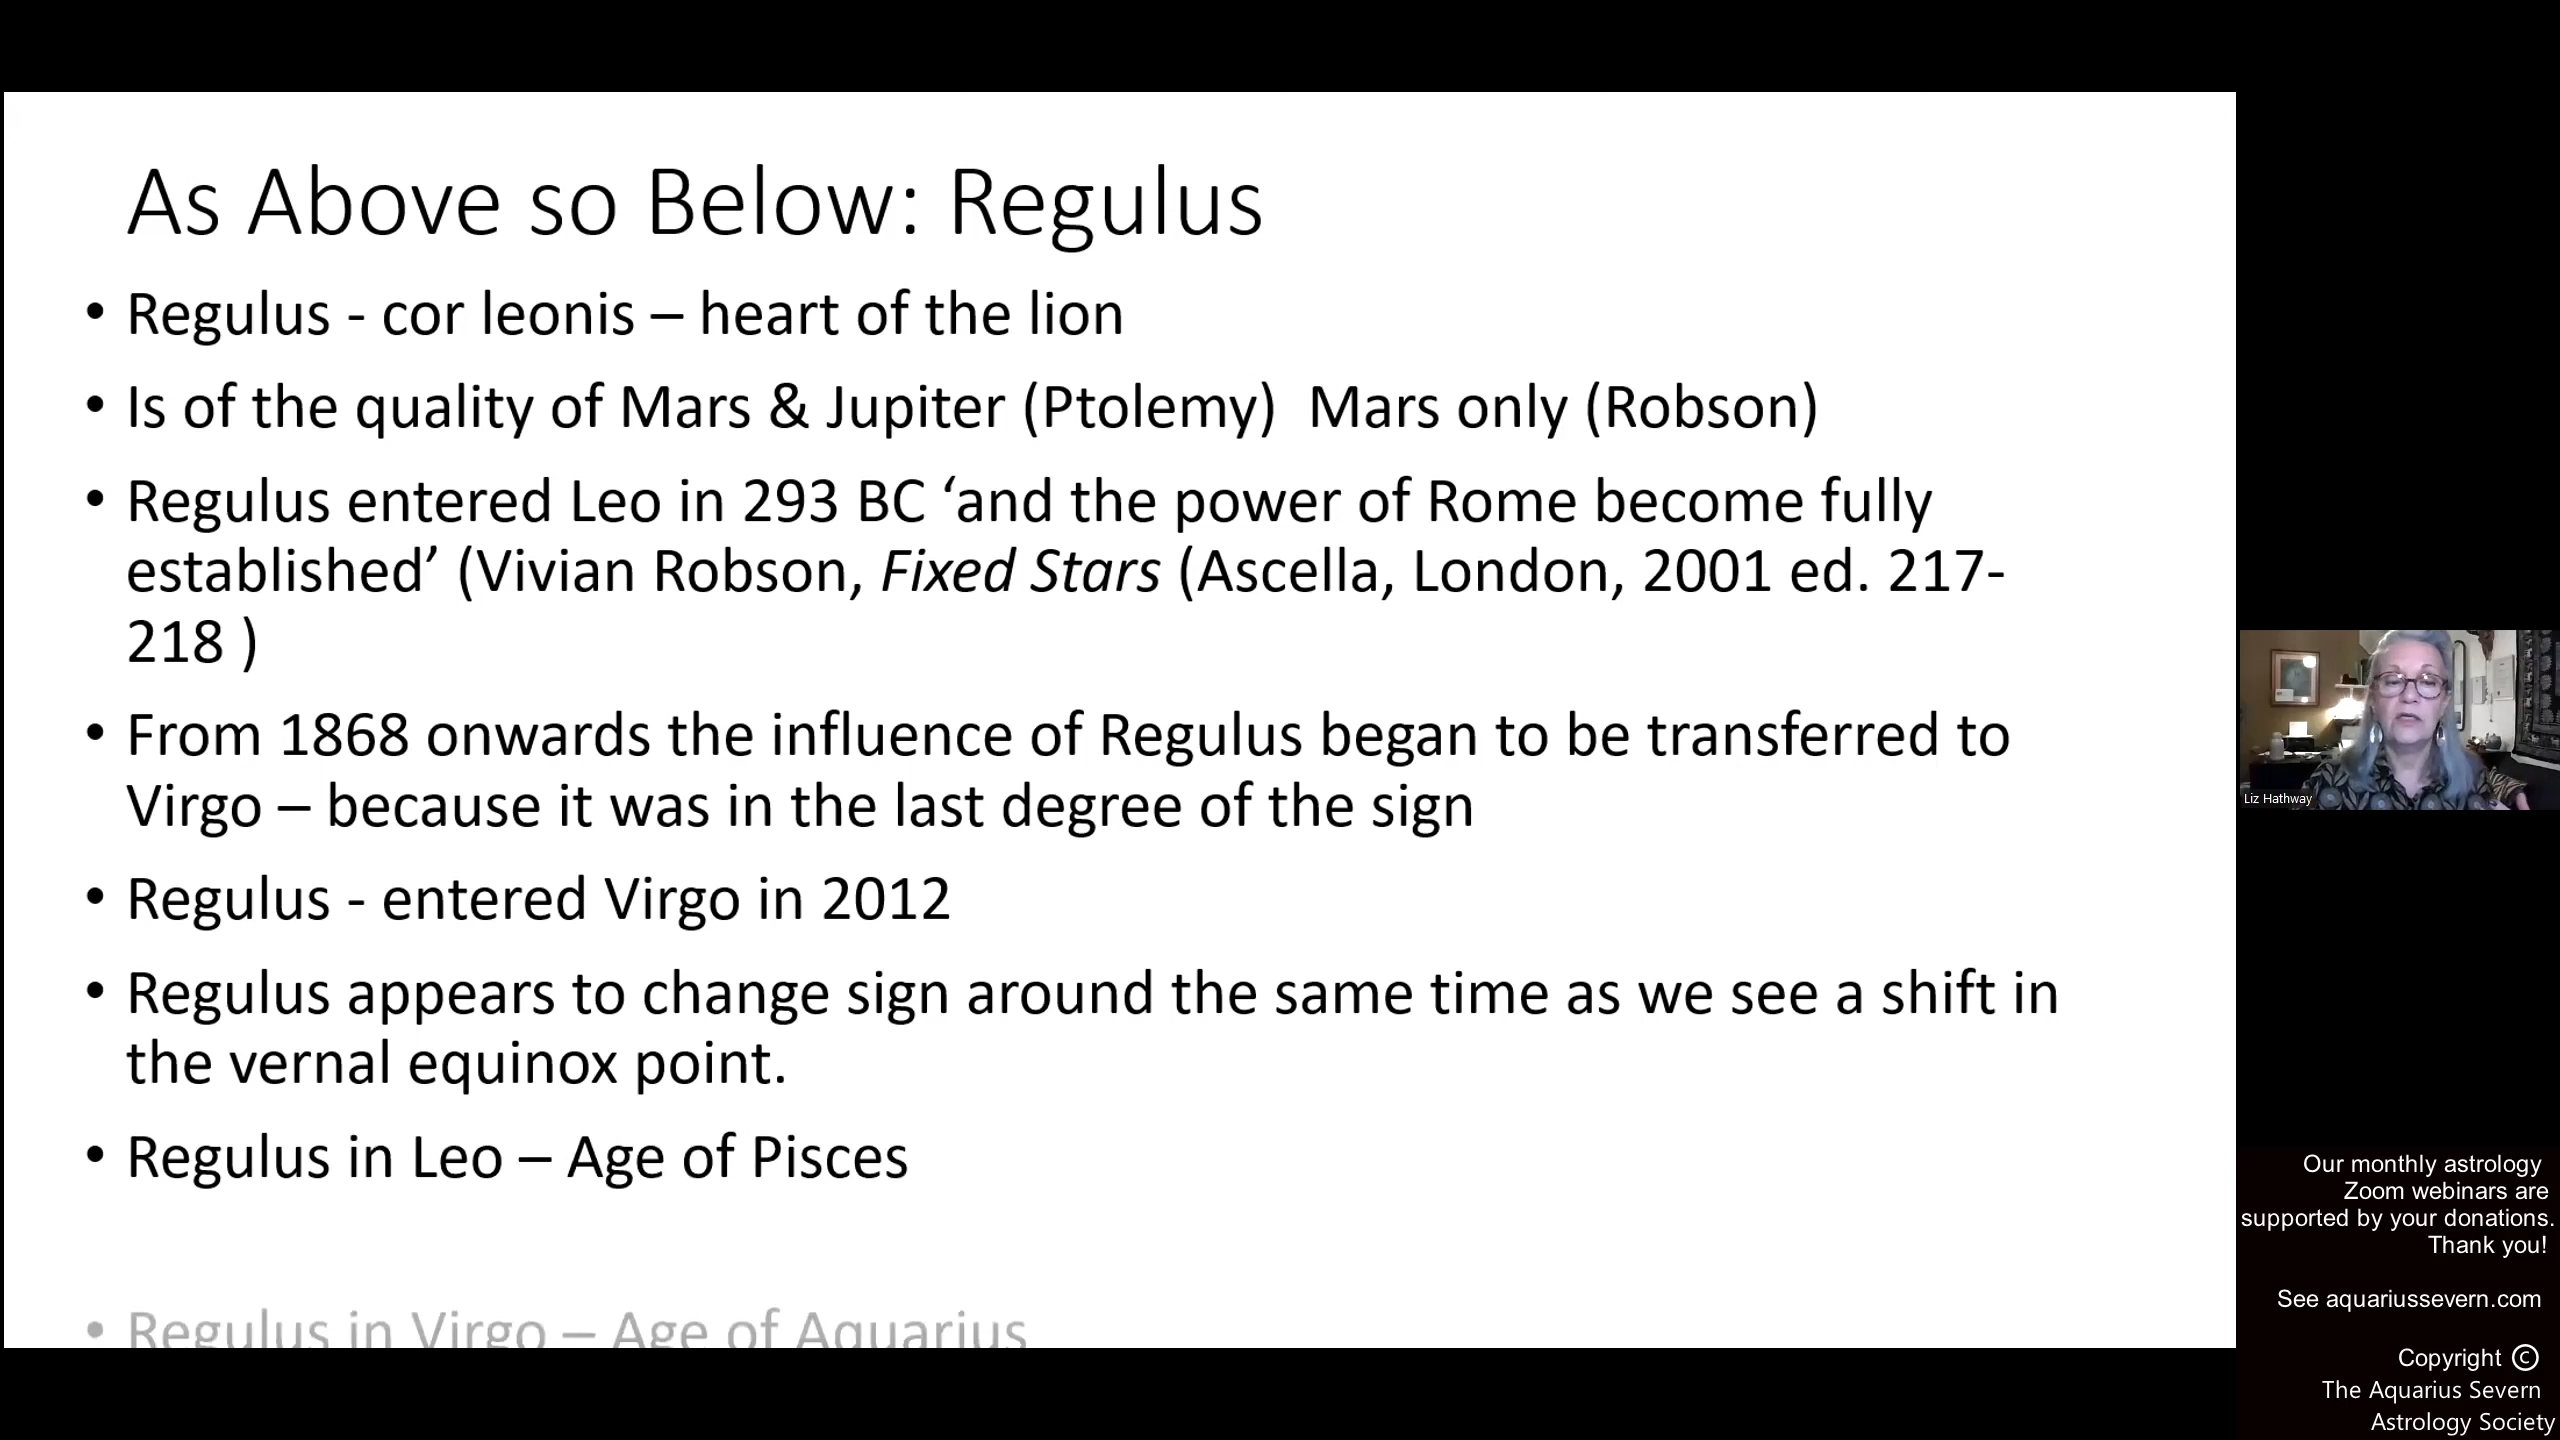 As Above so Below: Regulus
• Regulus - cor leonis – heart of the lion
• Is of the quality of Mars & Jupiter (Ptolemy)  Mars only (Robson)
• Regulus entered Leo in 293 BC ‘and the power of Rome become fully
established’ (Vivian Robson, Fixed Stars (Ascella, London, 2001 ed. 217-
218 )
• From 1868 onwards the influence of Regulus began to be transferred to
Virgo – because it was in the last degree of the sign
• Regulus - entered Virgo in 2012
• Regulus appears to change sign around the same time as we see a shift in
the vernal equinox point.
• Regulus in Leo – Age of Pisces
• Regulus in Virgo – Age of Aquarius
Liz Hathway
Our monthly astrology
Zoom webinars are
supported by your donations.
Thank you!
See aquariussevern.com
Copyright ©
The Aquarius Severn
Astrology Society